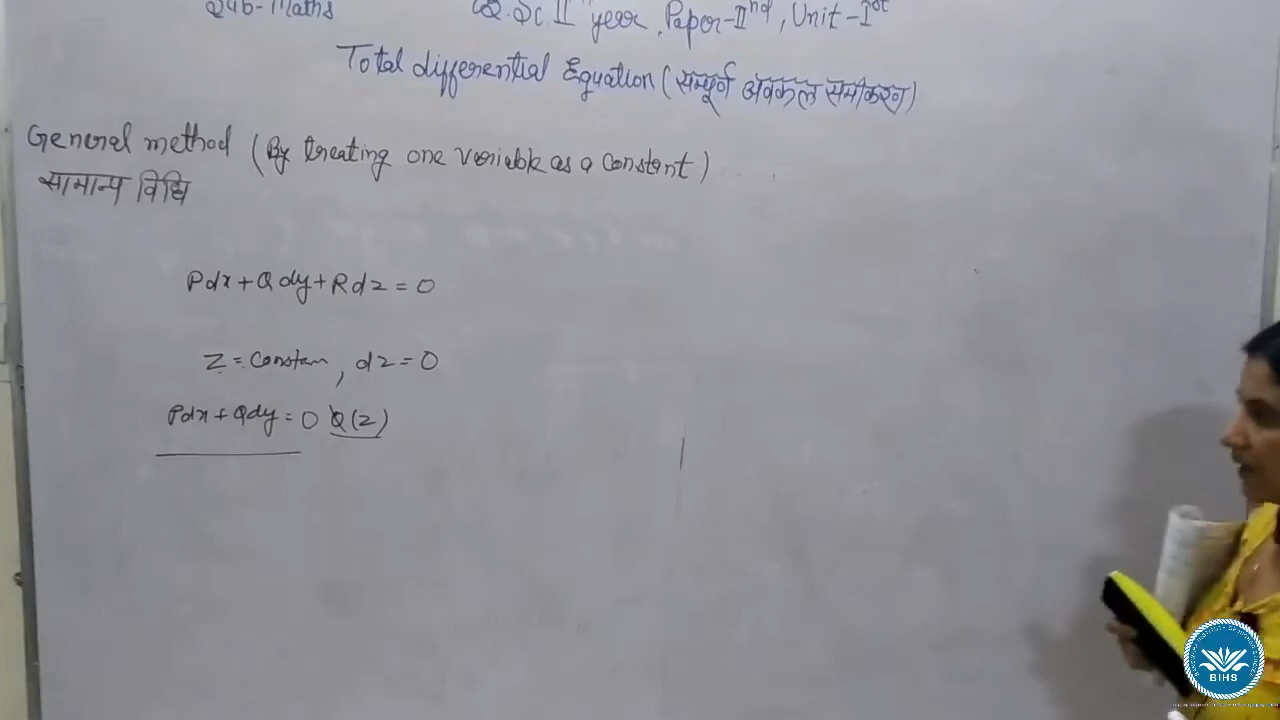 Sub-Maths B.Sc II year, Paper-IInd, Unit-Ist
Total differential Equation (सम्पूर्ण अवकल समीकरण)
General method (By treating one variable as a constant)
सामान्य विधि
Pdx + Qdy + Rdz = 0
z = Constan, dz = 0
Pdx + Qdy = 0 Q(z)
BIHS